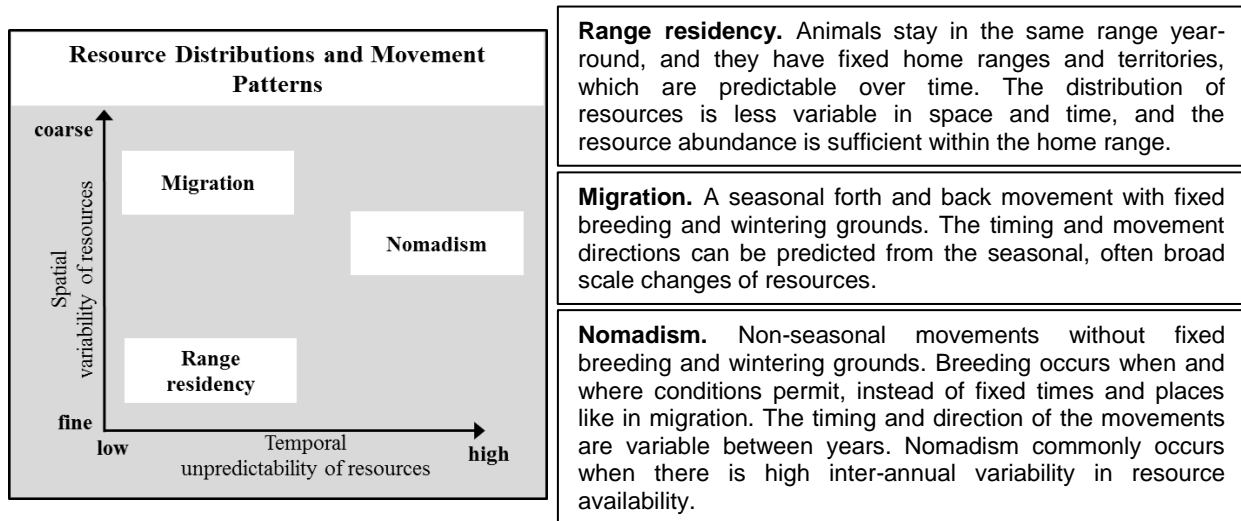 Resource Distributions and Movement
Patterns
coarse
Migration
Nomadism
Spatial
variability of resources
Range
residency
fine
low
Temporal
unpredictability of resources
high
Range residency. Animals stay in the same range year-
round, and they have fixed home ranges and territories,
which are predictable over time. The distribution of
resources is less variable in space and time, and the
resource abundance is sufficient within the home range.
Migration. A seasonal forth and back movement with fixed
breeding and wintering grounds. The timing and movement
directions can be predicted from the seasonal, often broad
scale changes of resources.
Nomadism. Non-seasonal movements without fixed
breeding and wintering grounds. Breeding occurs when and
where conditions permit, instead of fixed times and places
like in migration. The timing and direction of the movements
are variable between years. Nomadism commonly occurs
when there is high inter-annual variability in resource
availability.